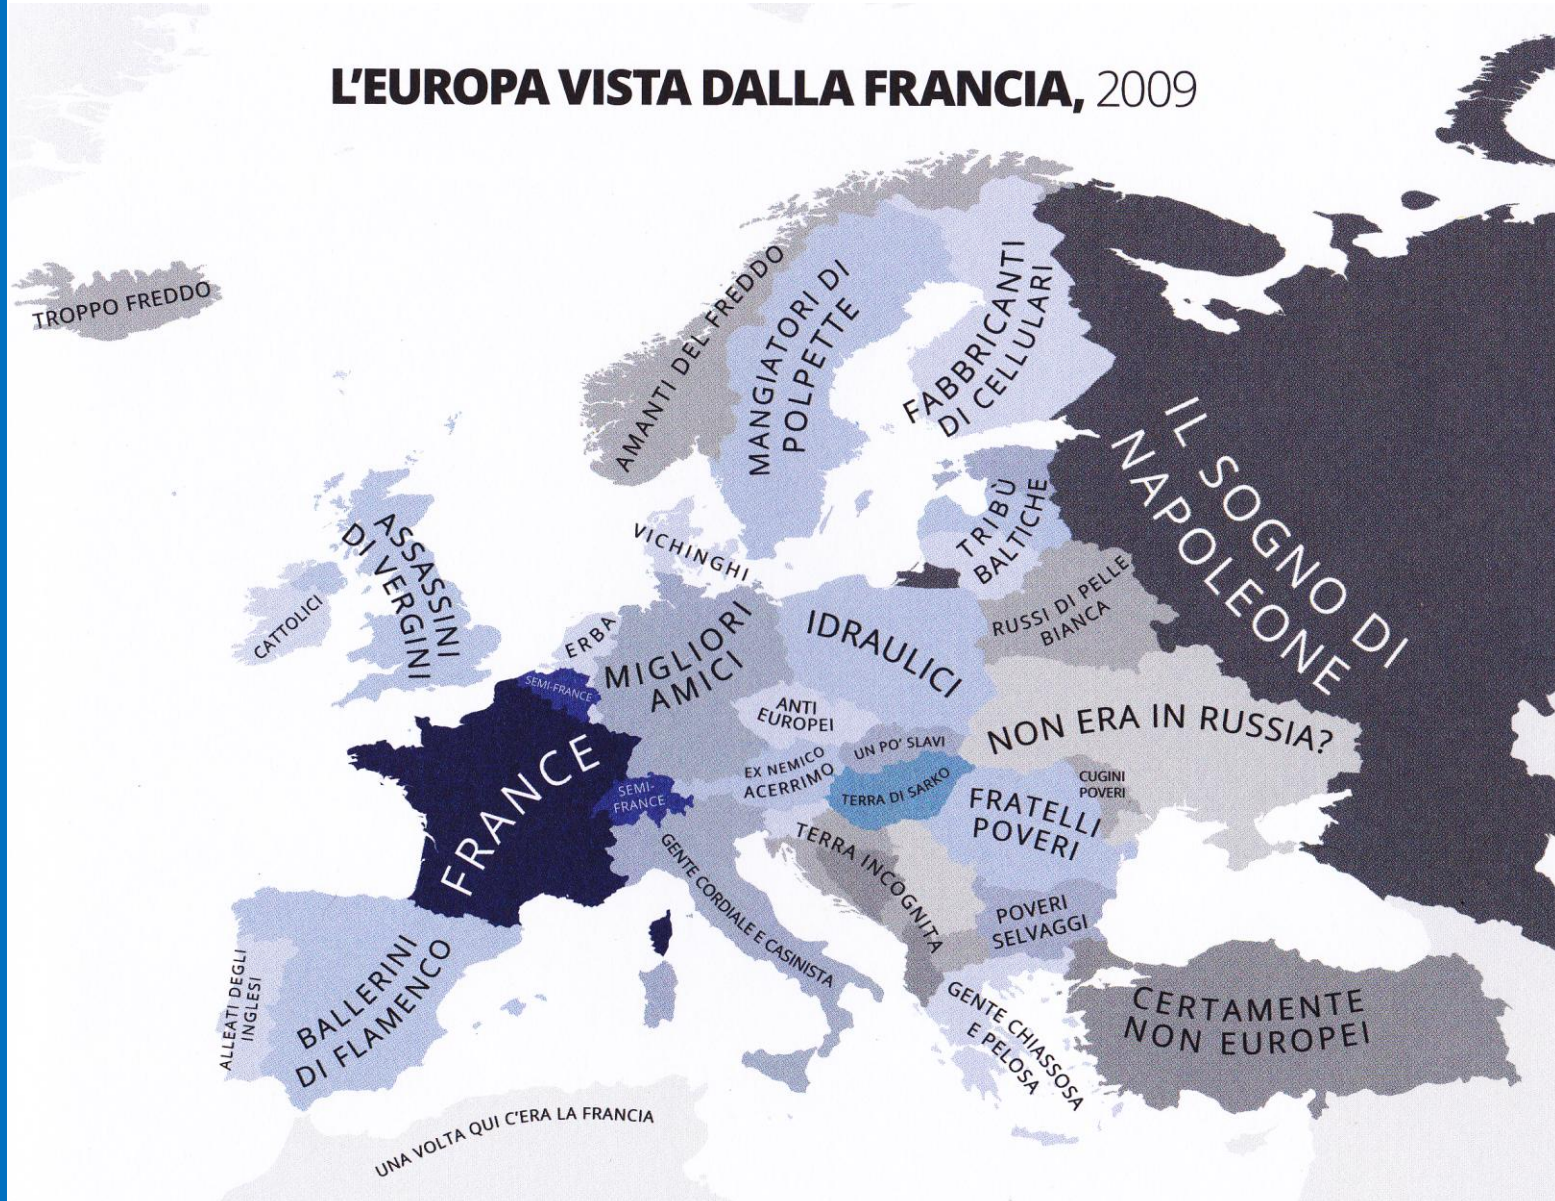 L'EUROPA VISTA DALLA FRANCIA, 2009
TROPPO FREDDO
AMANTI DEL FREDDO
MANGIATORI DI
POLPETTE
FABBRICANTI
DI CELLULARI
IL SOGNO DI
NAPOLEONE
ASSASSINI
DI VERGINI
CATTOLICI
VICHINGHI
TRIBÙ
BALTICHE
RUSSI DI PELLE
BIANCA
ERBA
MIGLIORI
AMICI
IDRAULICI
SEMI-FRANCE
ANTI
EUROPEI
NON ERA IN RUSSIA?
UN PO' SLAVI
EX NEMICO
ACERRIMO
FRANCE
SEMI-
FRANCE
TERRA DI SARKO
CUGINI
POVERI
FRATELLI
POVERI
GENTE CORDIALE E CASINISTA
TERRA INCOGNITA
POVERI
SELVAGGI
ALLEATI DEGLI
INGLESI
BALLERINI
DI FLAMENCO
GENTE CHIASSOSA
E PELOSA
CERTAMENTE
NON EUROPEI
UNA VOLTA QUI C'ERA LA FRANCIA